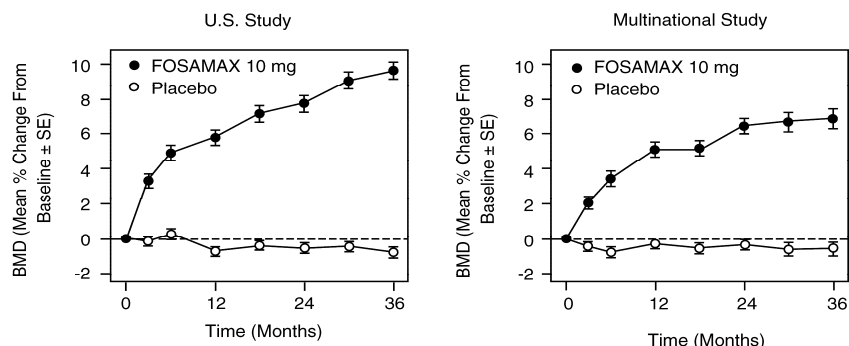 U.S. Study
BMD (Mean % Change From
Baseline ± SE)
10
8
6
4
2
0
-2
FOSAMAX 10 mg
Placebo
0 12 24 36
Time (Months)
Multinational Study
BMD (Mean % Change From
Baseline ± SE)
10
8
6
4
2
0
-2
FOSAMAX 10 mg
Placebo
0 12 24 36
Time (Months)